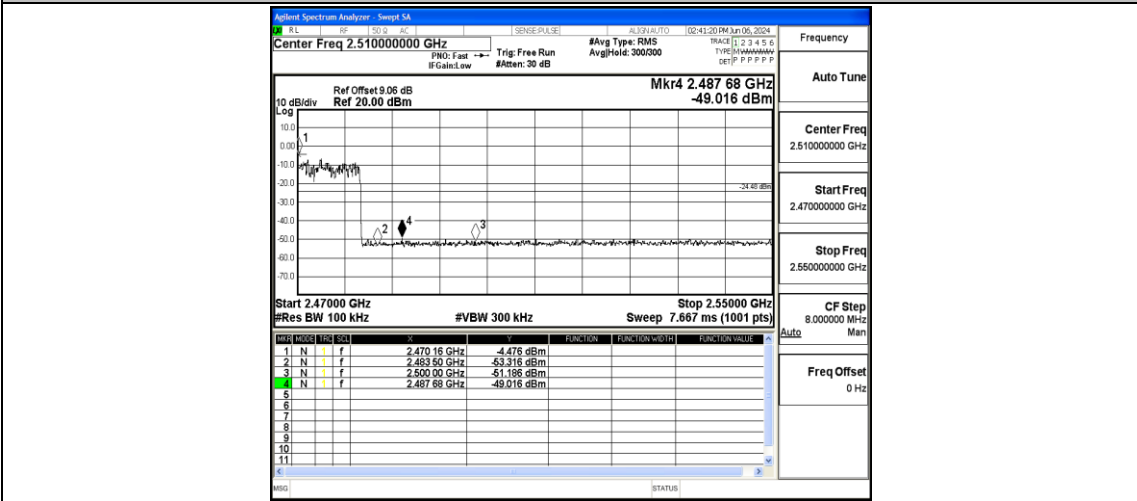 Agilent Spectrum Analyzer - Swept SA
RL RF 50 Ω AC SENSE:PULSE ALIGN AUTO 02:41:20 PM Jun 06, 2024
Center Freq 2.510000000 GHz #Avg Type: RMS TRACE 1 2 3 4 5 6
PNO: Fast Trig: Free Run Avg|Hold: 300/300 TYPE M
IFGain:Low #Atten: 30 dB DET P P P P P P
Mkr4 2.487 68 GHz
Ref Offset 9.06 dB
10 dB/div Ref 20.00 dBm -49.016 dBm
Log
10.0
1
0.00
-10.0
-20.0
-24.48 dBm
-30.0
-40.0
2 4 3
-50.0
-60.0
-70.0
Start 2.47000 GHz Stop 2.55000 GHz
#Res BW 100 kHz #VBW 300 kHz Sweep 7.667 ms (1001 pts)
MKR MODE TRC SCL X Y FUNCTION FUNCTION WIDTH FUNCTION VALUE
1 N 1 f 2.470 16 GHz -4.476 dBm
2 N 1 f 2.483 50 GHz -53.316 dBm
3 N 1 f 2.500 00 GHz -51.186 dBm
4 N 1 f 2.487 68 GHz -49.016 dBm
5
6
7
8
9
10
11
MSG STATUS
Frequency
Auto Tune
Center Freq
2.510000000 GHz
Start Freq
2.470000000 GHz
Stop Freq
2.550000000 GHz
CF Step
8.000000 MHz
Auto Man
Freq Offset
0 Hz